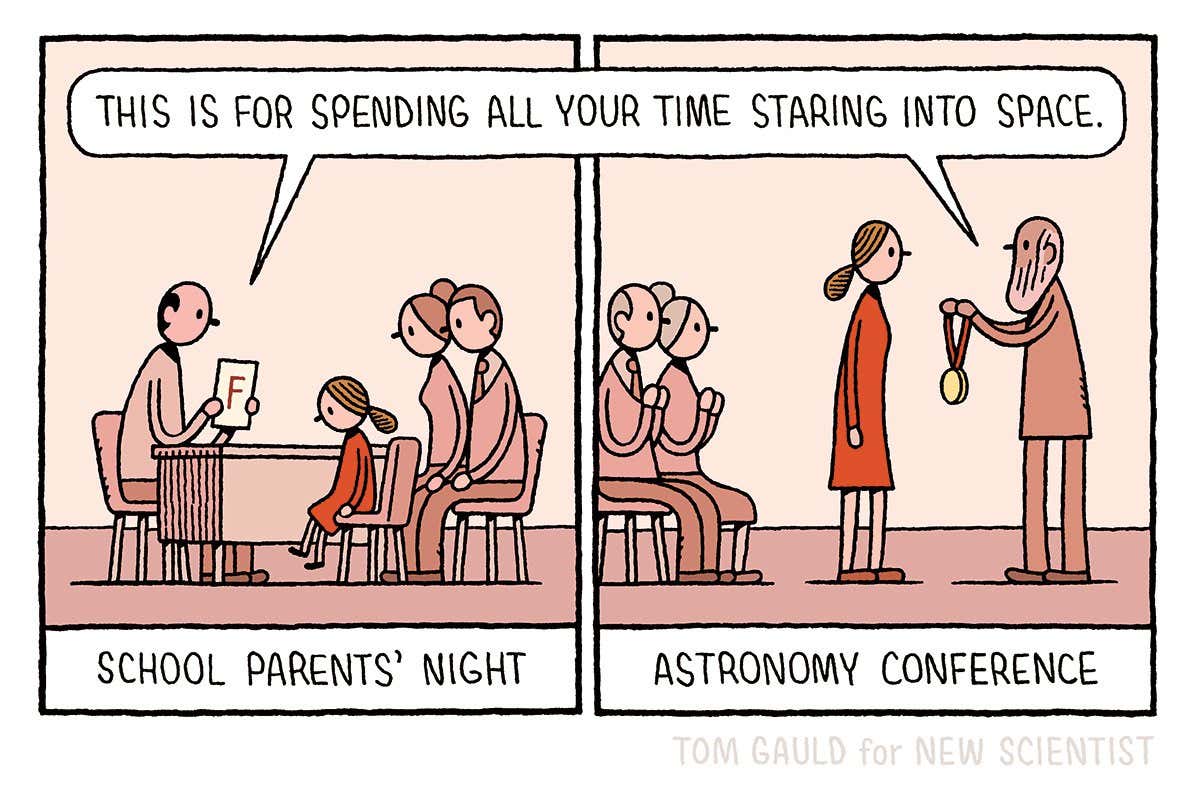 THIS IS FOR SPENDING ALL YOUR TIME STARING INTO SPACE.
F
SCHOOL PARENTS' NIGHT
ASTRONOMY CONFERENCE
TOM GAULD for NEW SCIENTIST